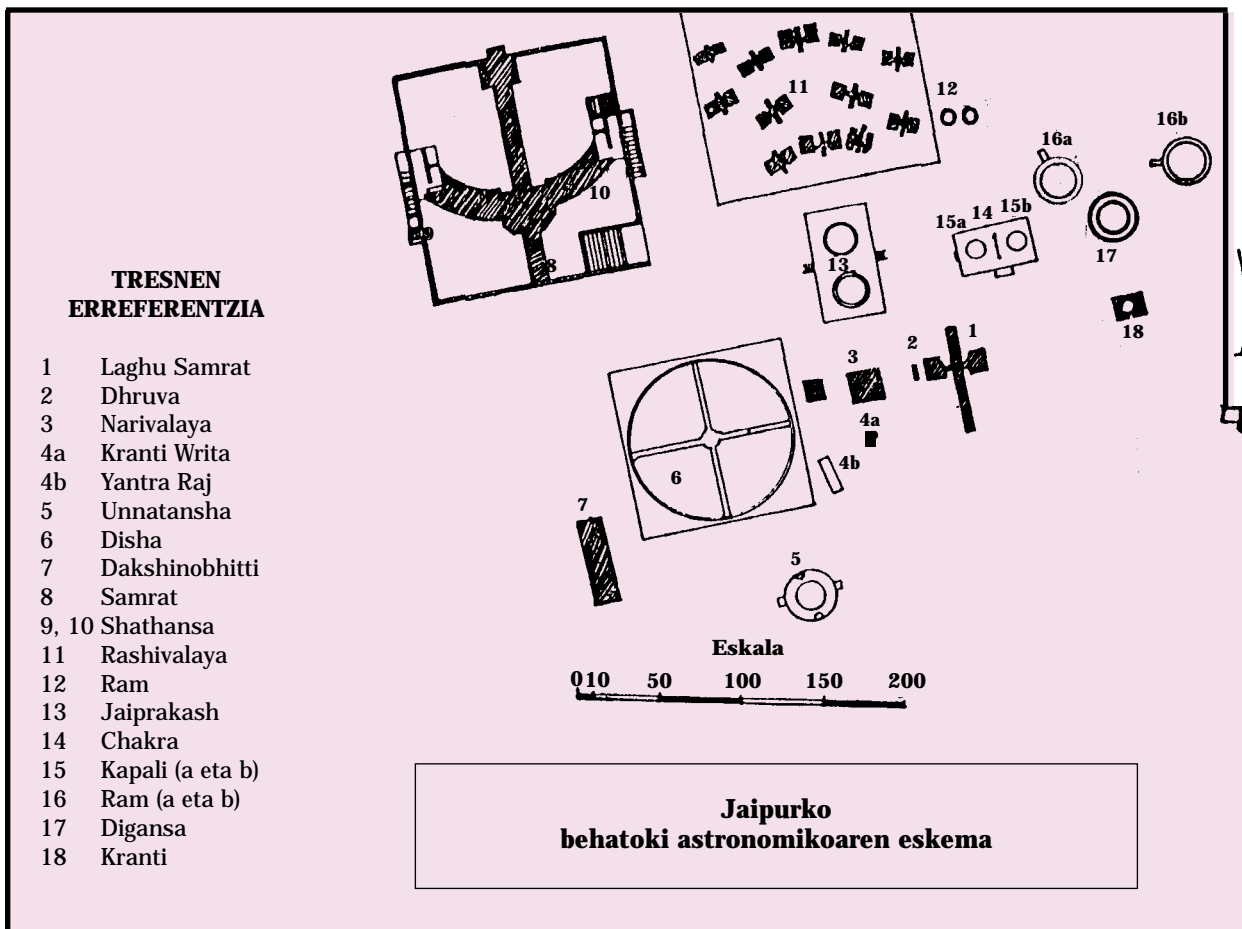 TRESNEN
ERREFERENTZIA
1 Laghu Samrat
2 Dhruva
3 Narivalaya
4a Kranti Writa
4b Yantra Raj
5 Unnatansha
6 Disha
7 Dakshinobhitti
8 Samrat
9, 10 Shathansa
11 Rashivalaya
12 Ram
13 Jaiprakash
14 Chakra
15 Kapali (a eta b)
16 Ram (a eta b)
17 Digansa
18 Kranti
11
12
16a
16b
10
9
8
15a
14
15b
17
13
18
1
2
3
4a
4b
6
7
5
Eskala
0 10 50 100 150 200
Jaipurko
behatoki astronomikoaren eskema